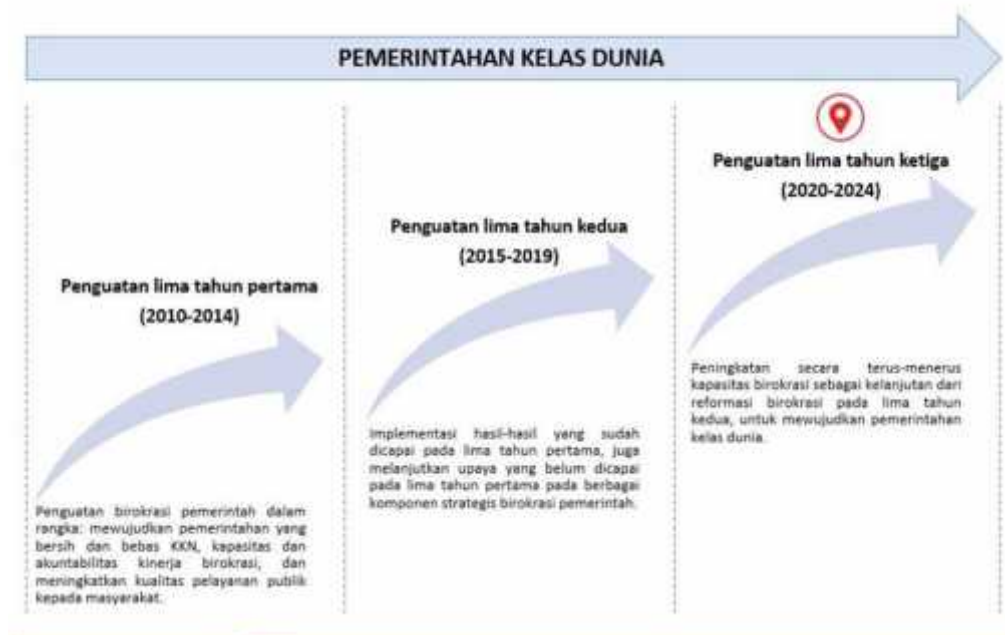 PEMERINTAHAN KELAS DUNIA
Penguatan lima tahun pertama
(2010-2014)
Penguatan birokrasi pemerintah dalam
rangka: mewujudkan pemerintahan yang
bersih dan bebas KKN, kapasitas dan
akuntabilitas kinerja birokrasi, dan
meningkatkan kualitas pelayanan publik
kepada masyarakat.
Penguatan lima tahun kedua
(2015-2019)
Implementasi hasil-hasil yang sudah
dicapai pada lima tahun pertama, juga
melanjutkan upaya yang belum dicapai
pada lima tahun pertama pada berbagai
komponen strategis birokrasi pemerintah.
Penguatan lima tahun ketiga
(2020-2024)
Peningkatan secara terus-menerus
kapasitas birokrasi sebagai kelanjutan dari
reformasi birokrasi pada lima tahun
kedua, untuk mewujudkan pemerintahan
kelas dunia.